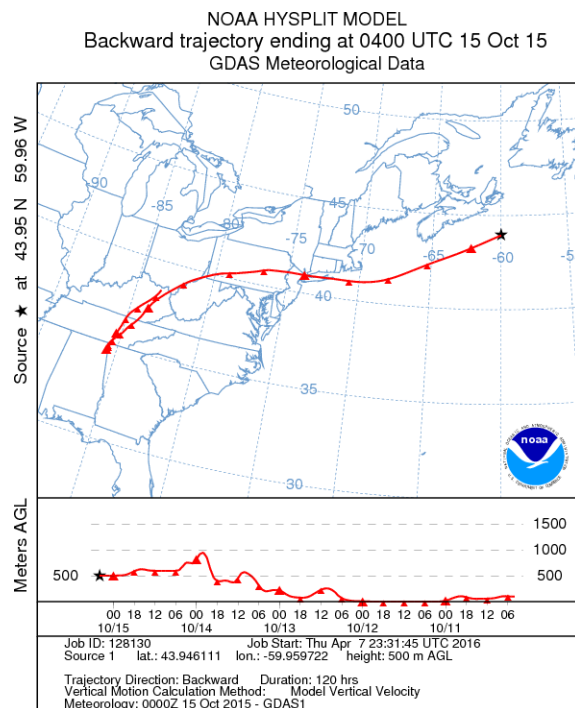 NOAA HYSPLIT MODEL
Backward trajectory ending at 0400 UTC 15 Oct 15
GDAS Meteorological Data
Source ★ at 43.95 N 59.96 W
50
-90
-85
45
-80
-75
-70
-65
-60
-5
40
35
30
noaa
Meters AGL
1500
1000
500
500
00 18 12 06 00 18 12 06 00 18 12 06 00 18 12 06 00 18 12 06
10/15 10/14 10/13 10/12 10/11
Job ID: 128130 Job Start: Thu Apr 7 23:31:45 UTC 2016
Source 1 lat.: 43.946111 lon.: -59.959722 height: 500 m AGL
Trajectory Direction: Backward Duration: 120 hrs
Vertical Motion Calculation Method: Model Vertical Velocity
Meteorology: 0000Z 15 Oct 2015 - GDAS1